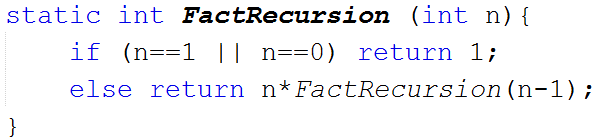 static int FactRecursion (int n){
    if (n==1 || n==0) return 1;
    else return n*FactRecursion(n-1);
}